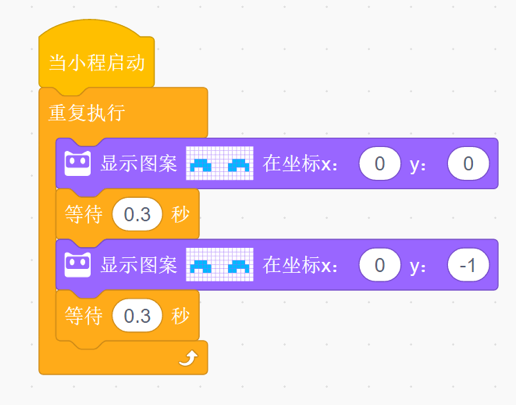 当小程启动
重复执行
显示图案 在坐标x： 0 y： 0
等待 0.3 秒
显示图案 在坐标x： 0 y： -1
等待 0.3 秒